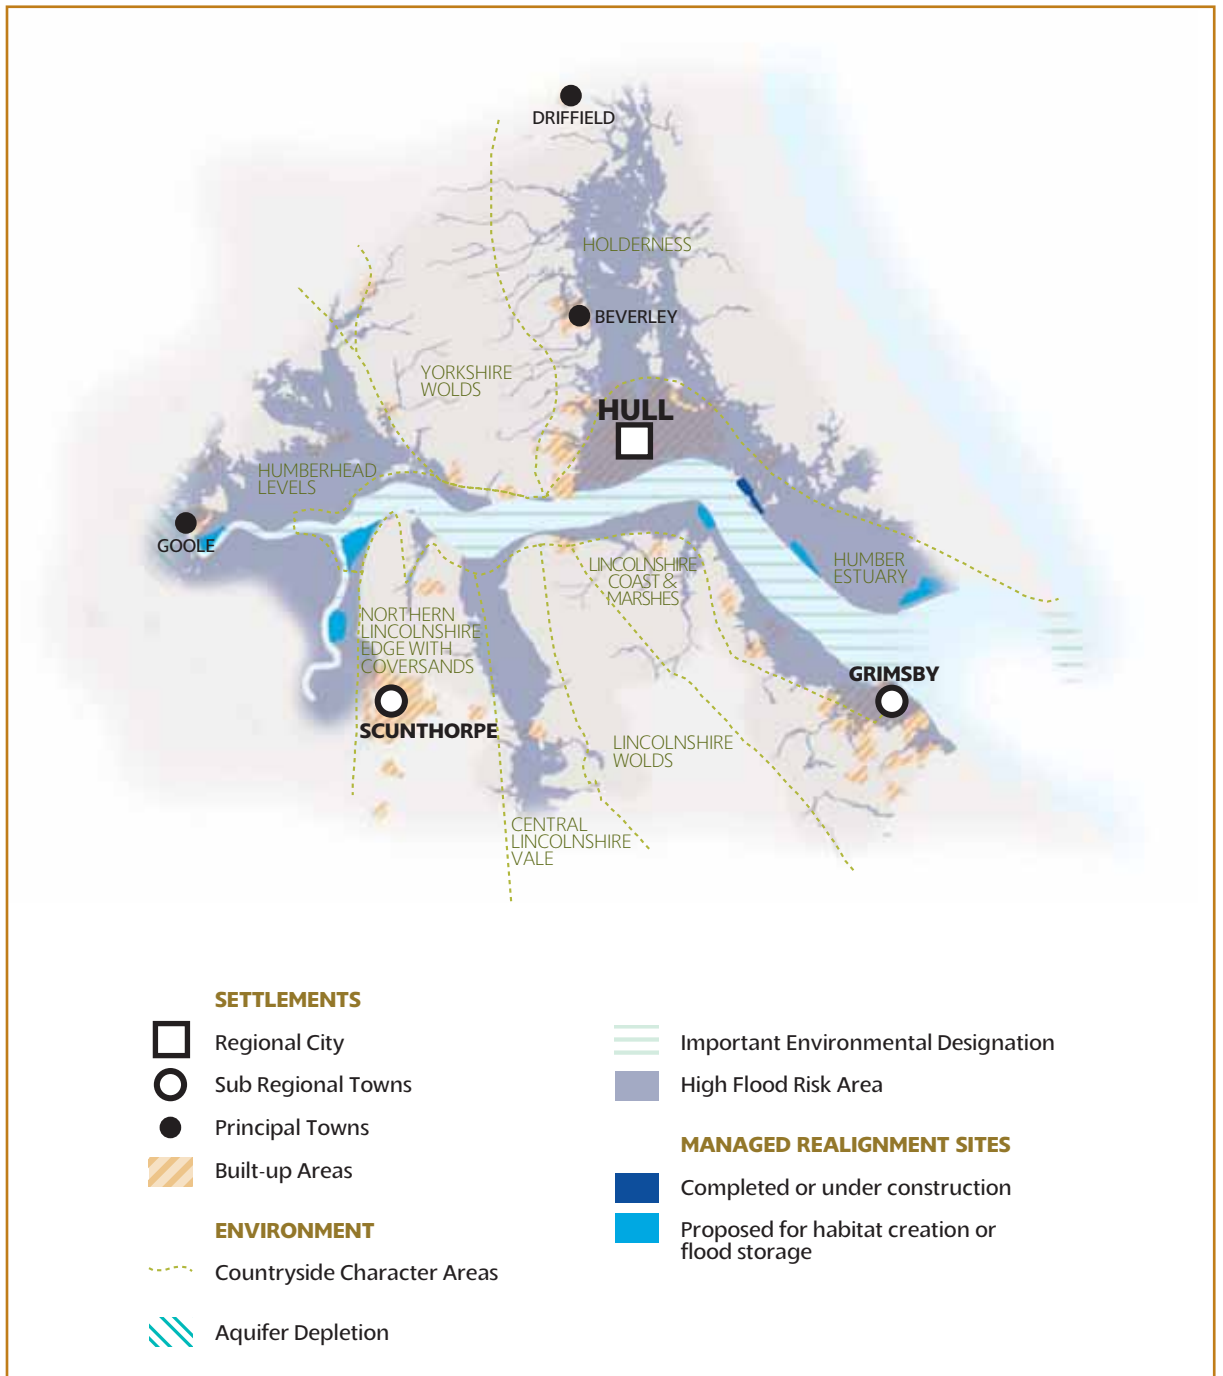 DRIFFIELD
HOLDERNESS
BEVERLEY
YORKSHIRE
WOLDS
HULL
HUMBERHEAD
LEVELS
GOOLE
HUMBER
ESTUARY
LINCOLNSHIRE
COAST &
MARSHES
NORTHERN
LINCOLNSHIRE
EDGE WITH
COVERSANDS
GRIMSBY
SCUNTHORPE
LINCOLNSHIRE
WOLDS
CENTRAL
LINCOLNSHIRE
VALE
SETTLEMENTS
Regional City
Sub Regional Towns
Principal Towns
Built-up Areas
ENVIRONMENT
Countryside Character Areas
Aquifer Depletion
Important Environmental Designation
High Flood Risk Area
MANAGED REALIGNMENT SITES
Completed or under construction
Proposed for habitat creation or
flood storage